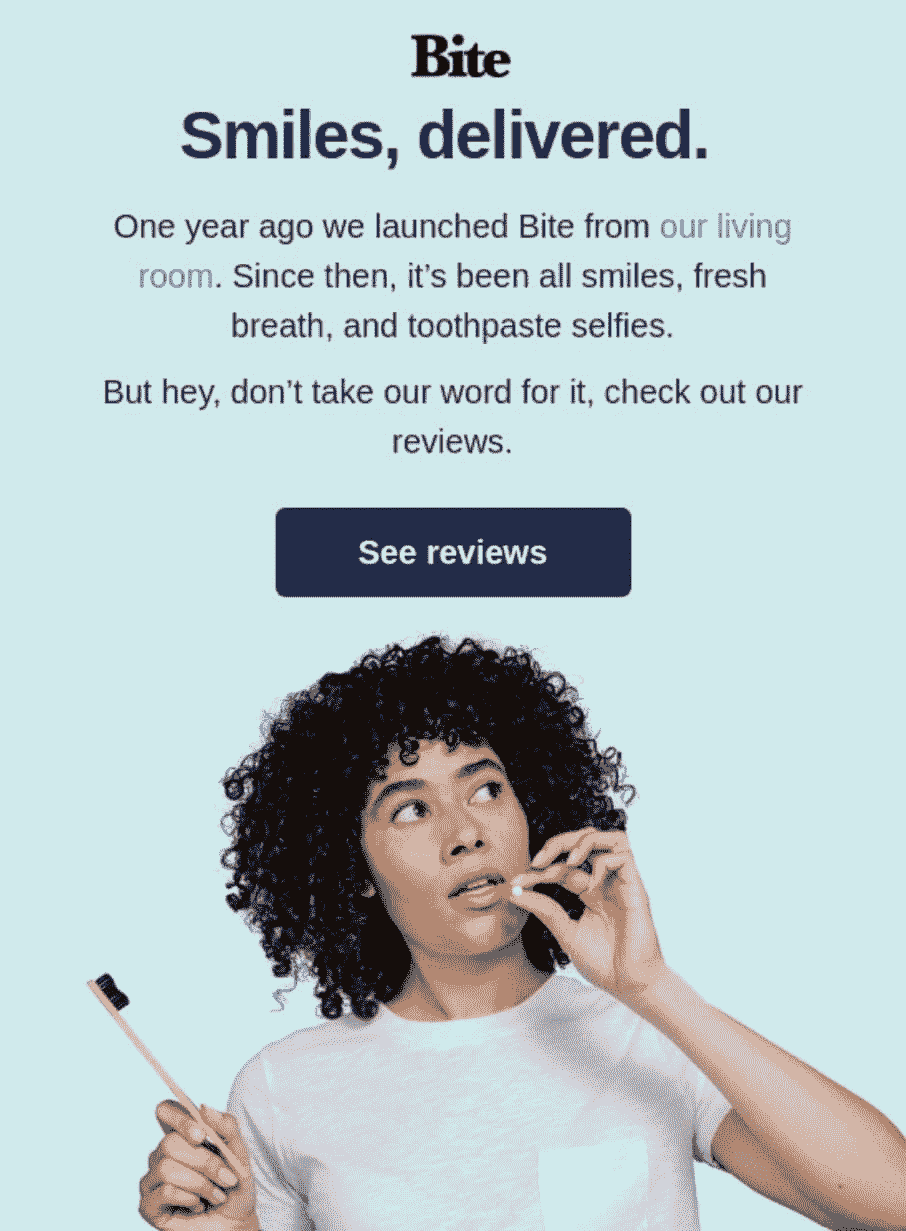 Bite
Smiles, delivered.
One year ago we launched Bite from our living
room. Since then, it’s been all smiles, fresh
breath, and toothpaste selfies.
But hey, don’t take our word for it, check out our
reviews.
See reviews